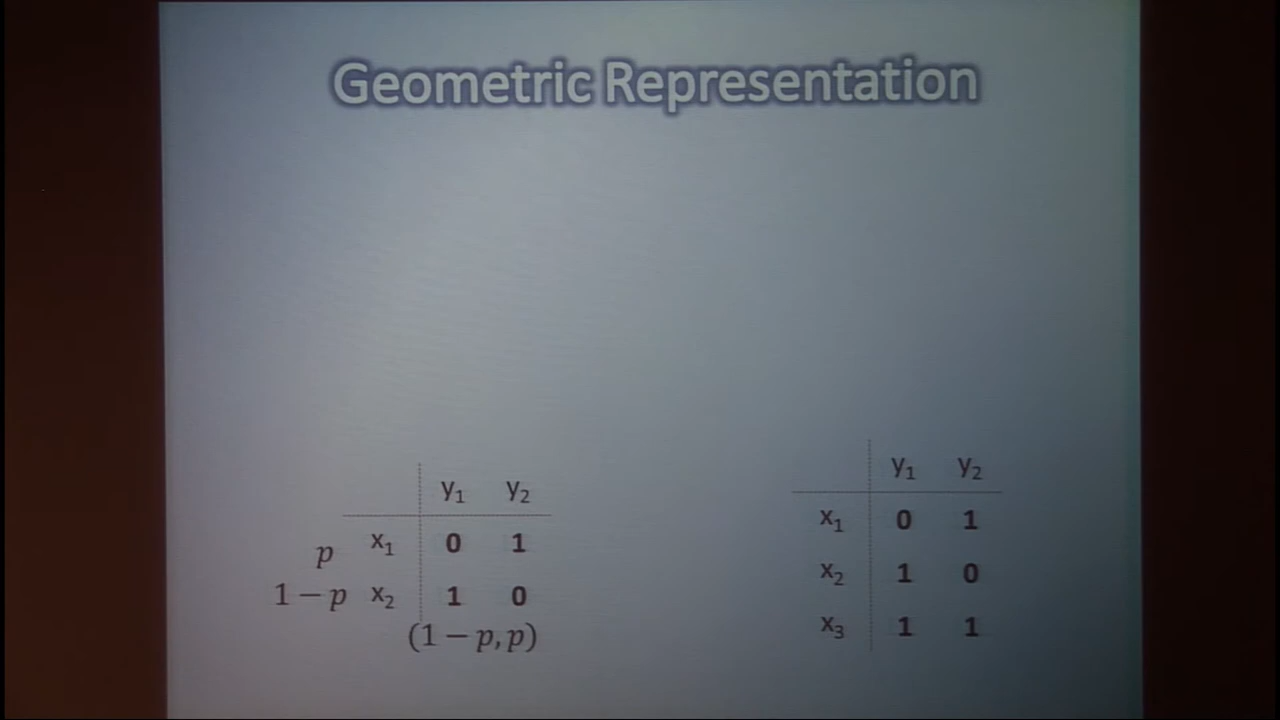 Geometric Representation
y₁ y₂
x₁ 0 1
p
1 − p x₂ 1 0
(1 − p, p)
y₁ y₂
x₁ 0 1
x₂ 1 0
x₃ 1 1